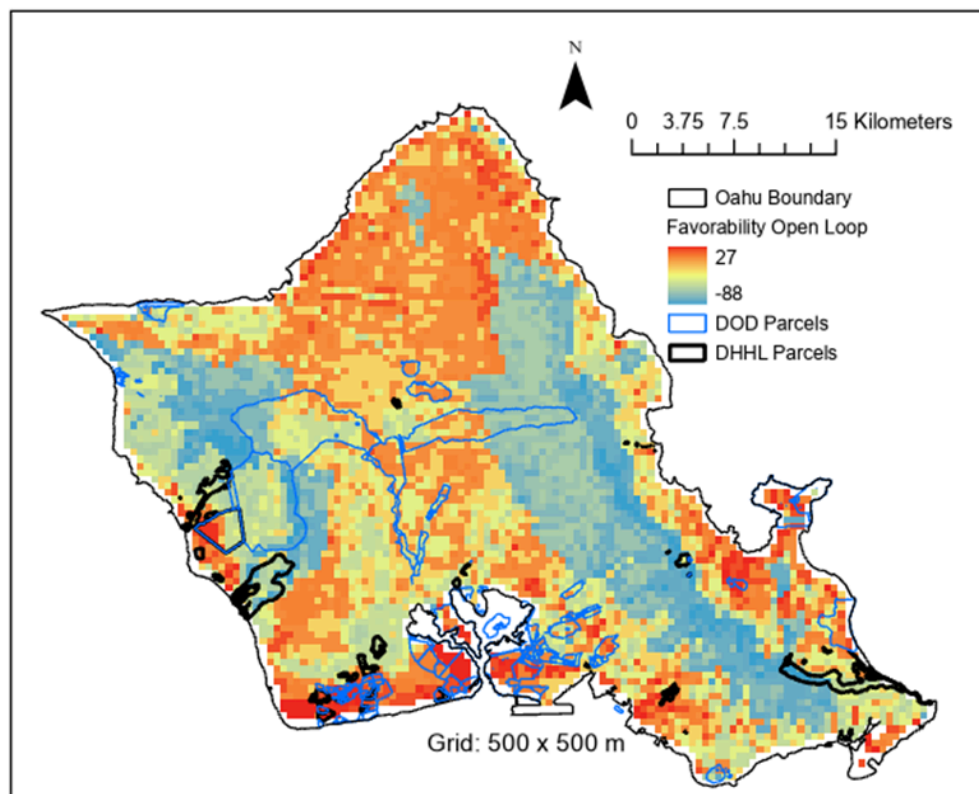 N
0 3.75 7.5 15 Kilometers
Oahu Boundary
Favorability Open Loop
27
-88
DOD Parcels
DHHL Parcels
Grid: 500 x 500 m